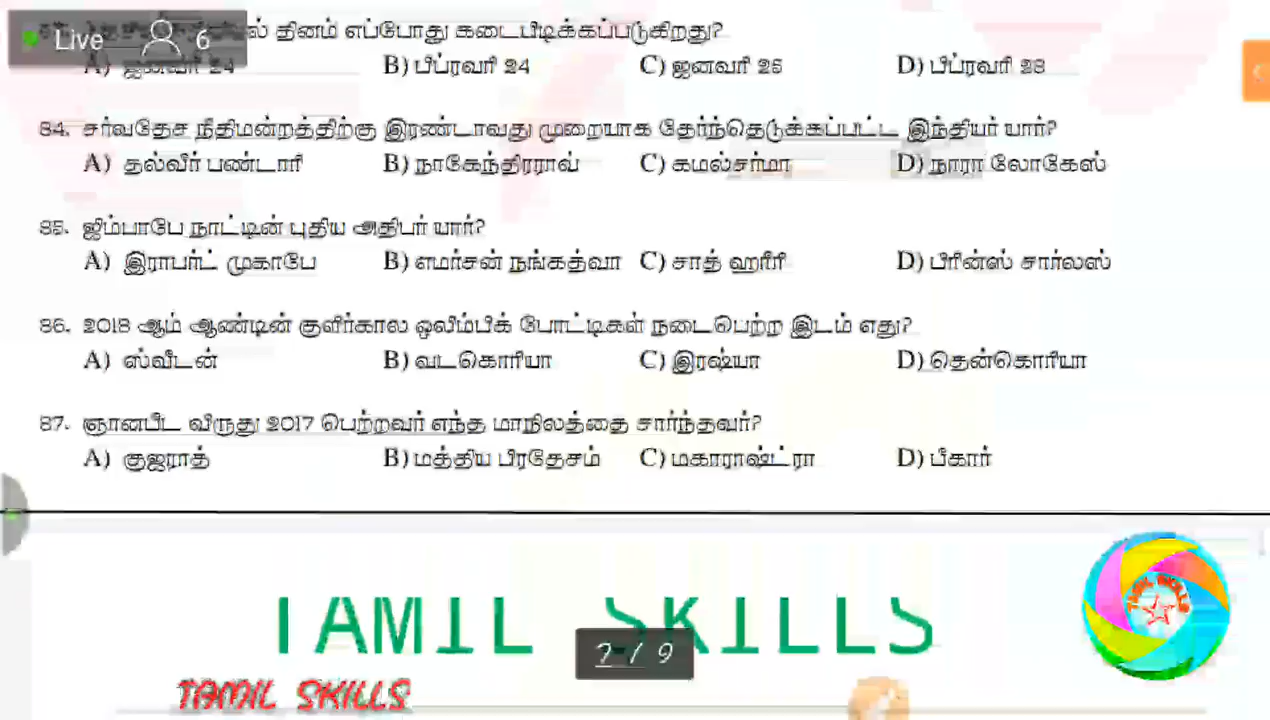 Live 6
தினம் எப்போது கடைபிடிக்கப்படுகிறது?
A) ஜனவரி 24 B) பிப்ரவரி 24 C) ஜனவரி 25 D) பிப்ரவரி 28
84. சர்வதேச நீதிமன்றத்திற்கு இரண்டாவது முறையாக தேர்ந்தெடுக்கப்பட்ட இந்தியர் யார்?
A) தல்வீர் பண்டாரி B) நாகேந்திரராவ் C) கமல்சர்மா D) நாரா லோகேஸ்
85. ஜிம்பாபே நாட்டின் புதிய அதிபர் யார்?
A) இராபர்ட் முகாபே B) எமர்சன் நங்கத்வா C) சாத் ஹரீரி D) பிரின்ஸ் சார்லஸ்
86. 2018 ஆம் ஆண்டின் குளிர்கால ஒலிம்பிக் போட்டிகள் நடைபெற்ற இடம் எது?
A) ஸ்வீடன் B) வடகொரியா C) இரஷ்யா D) தென்கொரியா
87. ஞானபீட விருது 2017 பெற்றவர் எந்த மாநிலத்தை சார்ந்தவர்?
A) குஜராத் B) மத்திய பிரதேசம் C) மகாராஷ்ட்ரா D) பீகார்
TAMIL SKILLS
7 / 9
TAMIL SKILLS